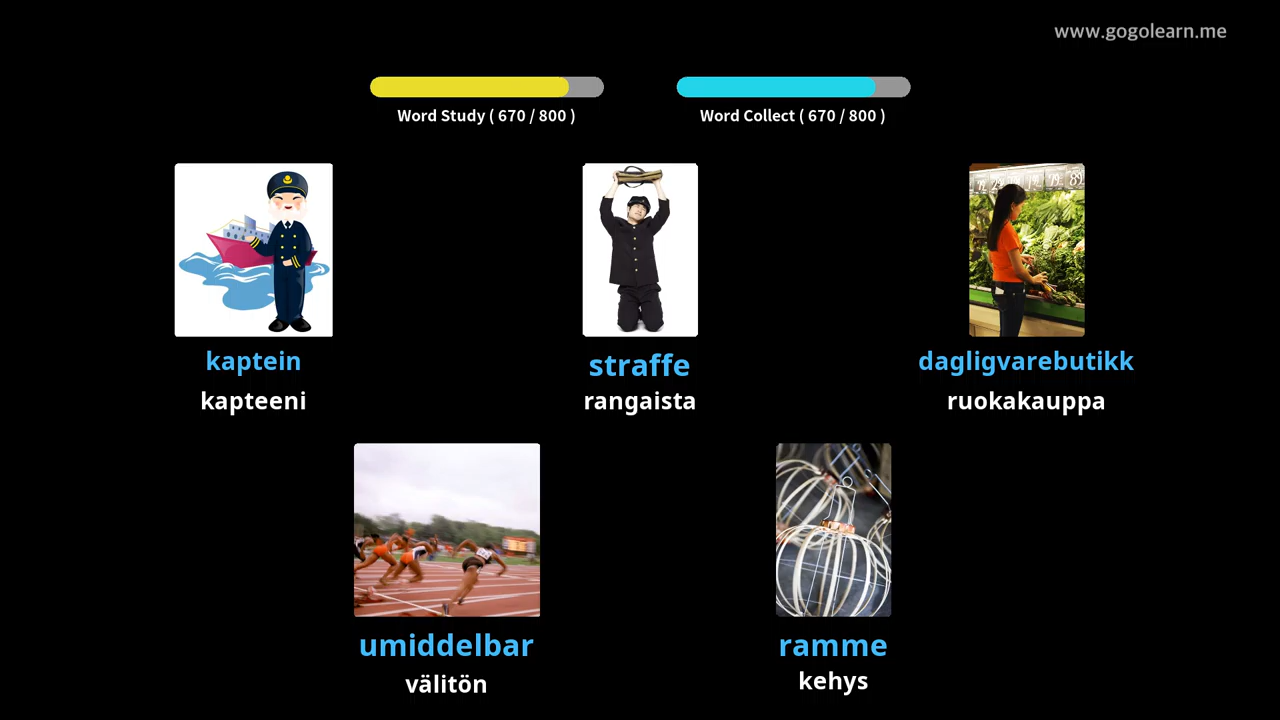 www.gogolearn.me
Word Study ( 670 / 800 )
Word Collect ( 670 / 800 )
kaptein
kapteeni
straffe
rangaista
dagligvarebutikk
ruokakauppa
umiddelbar
välitön
ramme
kehys